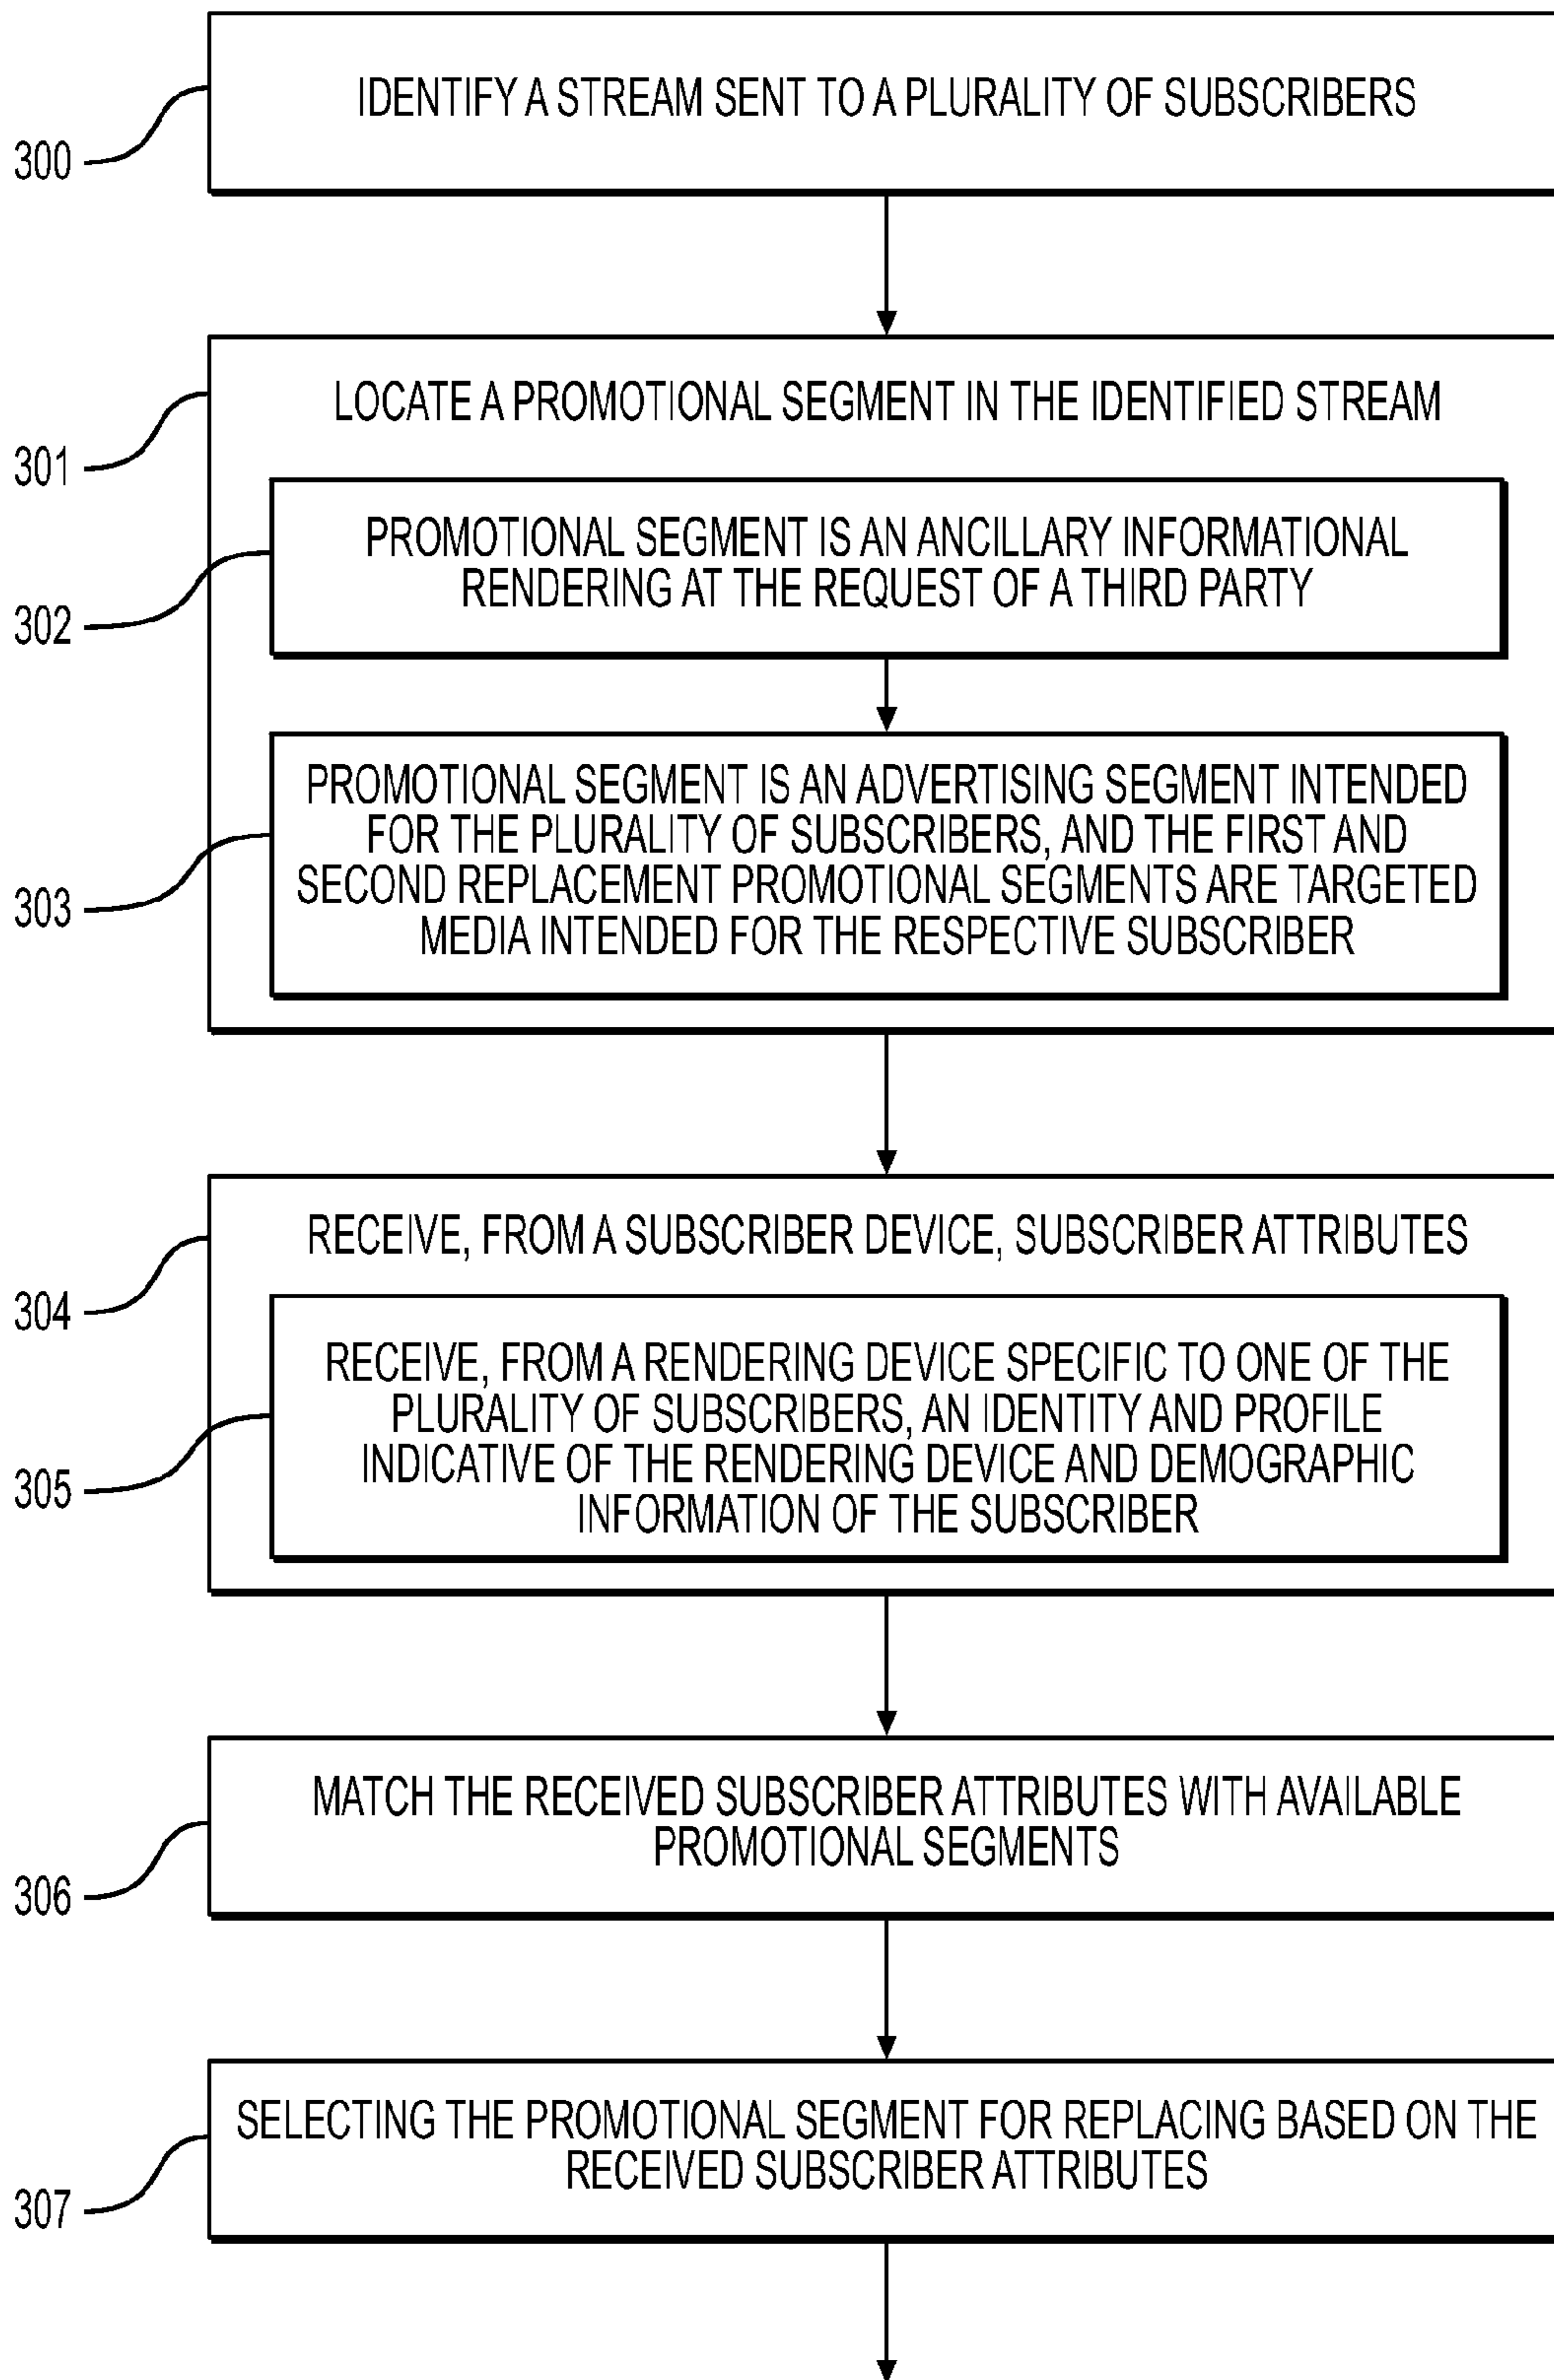 IDENTIFY A STREAM SENT TO A PLURALITY OF SUBSCRIBERS
300
LOCATE A PROMOTIONAL SEGMENT IN THE IDENTIFIED STREAM
301
PROMOTIONAL SEGMENT IS AN ANCILLARY INFORMATIONAL
RENDERING AT THE REQUEST OF A THIRD PARTY
302
PROMOTIONAL SEGMENT IS AN ADVERTISING SEGMENT INTENDED
FOR THE PLURALITY OF SUBSCRIBERS, AND THE FIRST AND
SECOND REPLACEMENT PROMOTIONAL SEGMENTS ARE TARGETED
MEDIA INTENDED FOR THE RESPECTIVE SUBSCRIBER
303
RECEIVE, FROM A SUBSCRIBER DEVICE, SUBSCRIBER ATTRIBUTES
304
RECEIVE, FROM A RENDERING DEVICE SPECIFIC TO ONE OF THE
PLURALITY OF SUBSCRIBERS, AN IDENTITY AND PROFILE
INDICATIVE OF THE RENDERING DEVICE AND DEMOGRAPHIC
INFORMATION OF THE SUBSCRIBER
305
MATCH THE RECEIVED SUBSCRIBER ATTRIBUTES WITH AVAILABLE
PROMOTIONAL SEGMENTS
306
SELECTING THE PROMOTIONAL SEGMENT FOR REPLACING BASED ON THE
RECEIVED SUBSCRIBER ATTRIBUTES
307